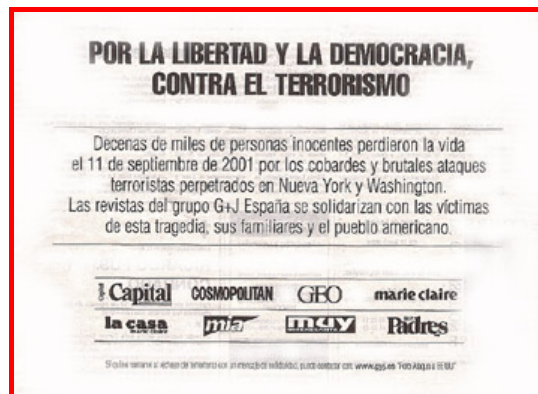 POR LA LIBERTAD Y LA DEMOCRACIA,
CONTRA EL TERRORISMO
Decenas de miles de personas inocentes perdieron la vida
el 11 de septiembre de 2001 por los cobardes y brutales ataques
terroristas perpetrados en Nueva York y Washington.
Las revistas del grupo G+J España se solidarizan con las víctimas
de esta tragedia, sus familiares y el pueblo americano.
Capital COSMOPOLITAN GEO marie claire
la casa mía muy Padres
www.gyj.es